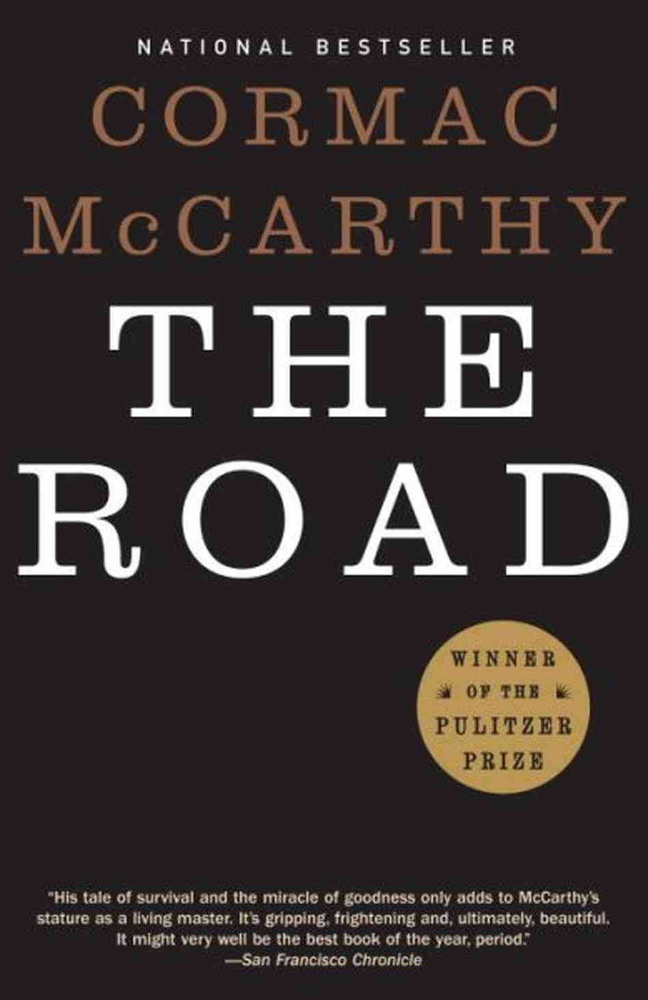 NATIONAL BESTSELLER
CORMAC
McCARTHY
THE
ROAD
WINNER
OF THE
PULITZER
PRIZE
"His tale of survival and the miracle of goodness only adds to McCarthy's
stature as a living master. It's gripping, frightening and, ultimately, beautiful.
It might very well be the best book of the year, period."
—San Francisco Chronicle